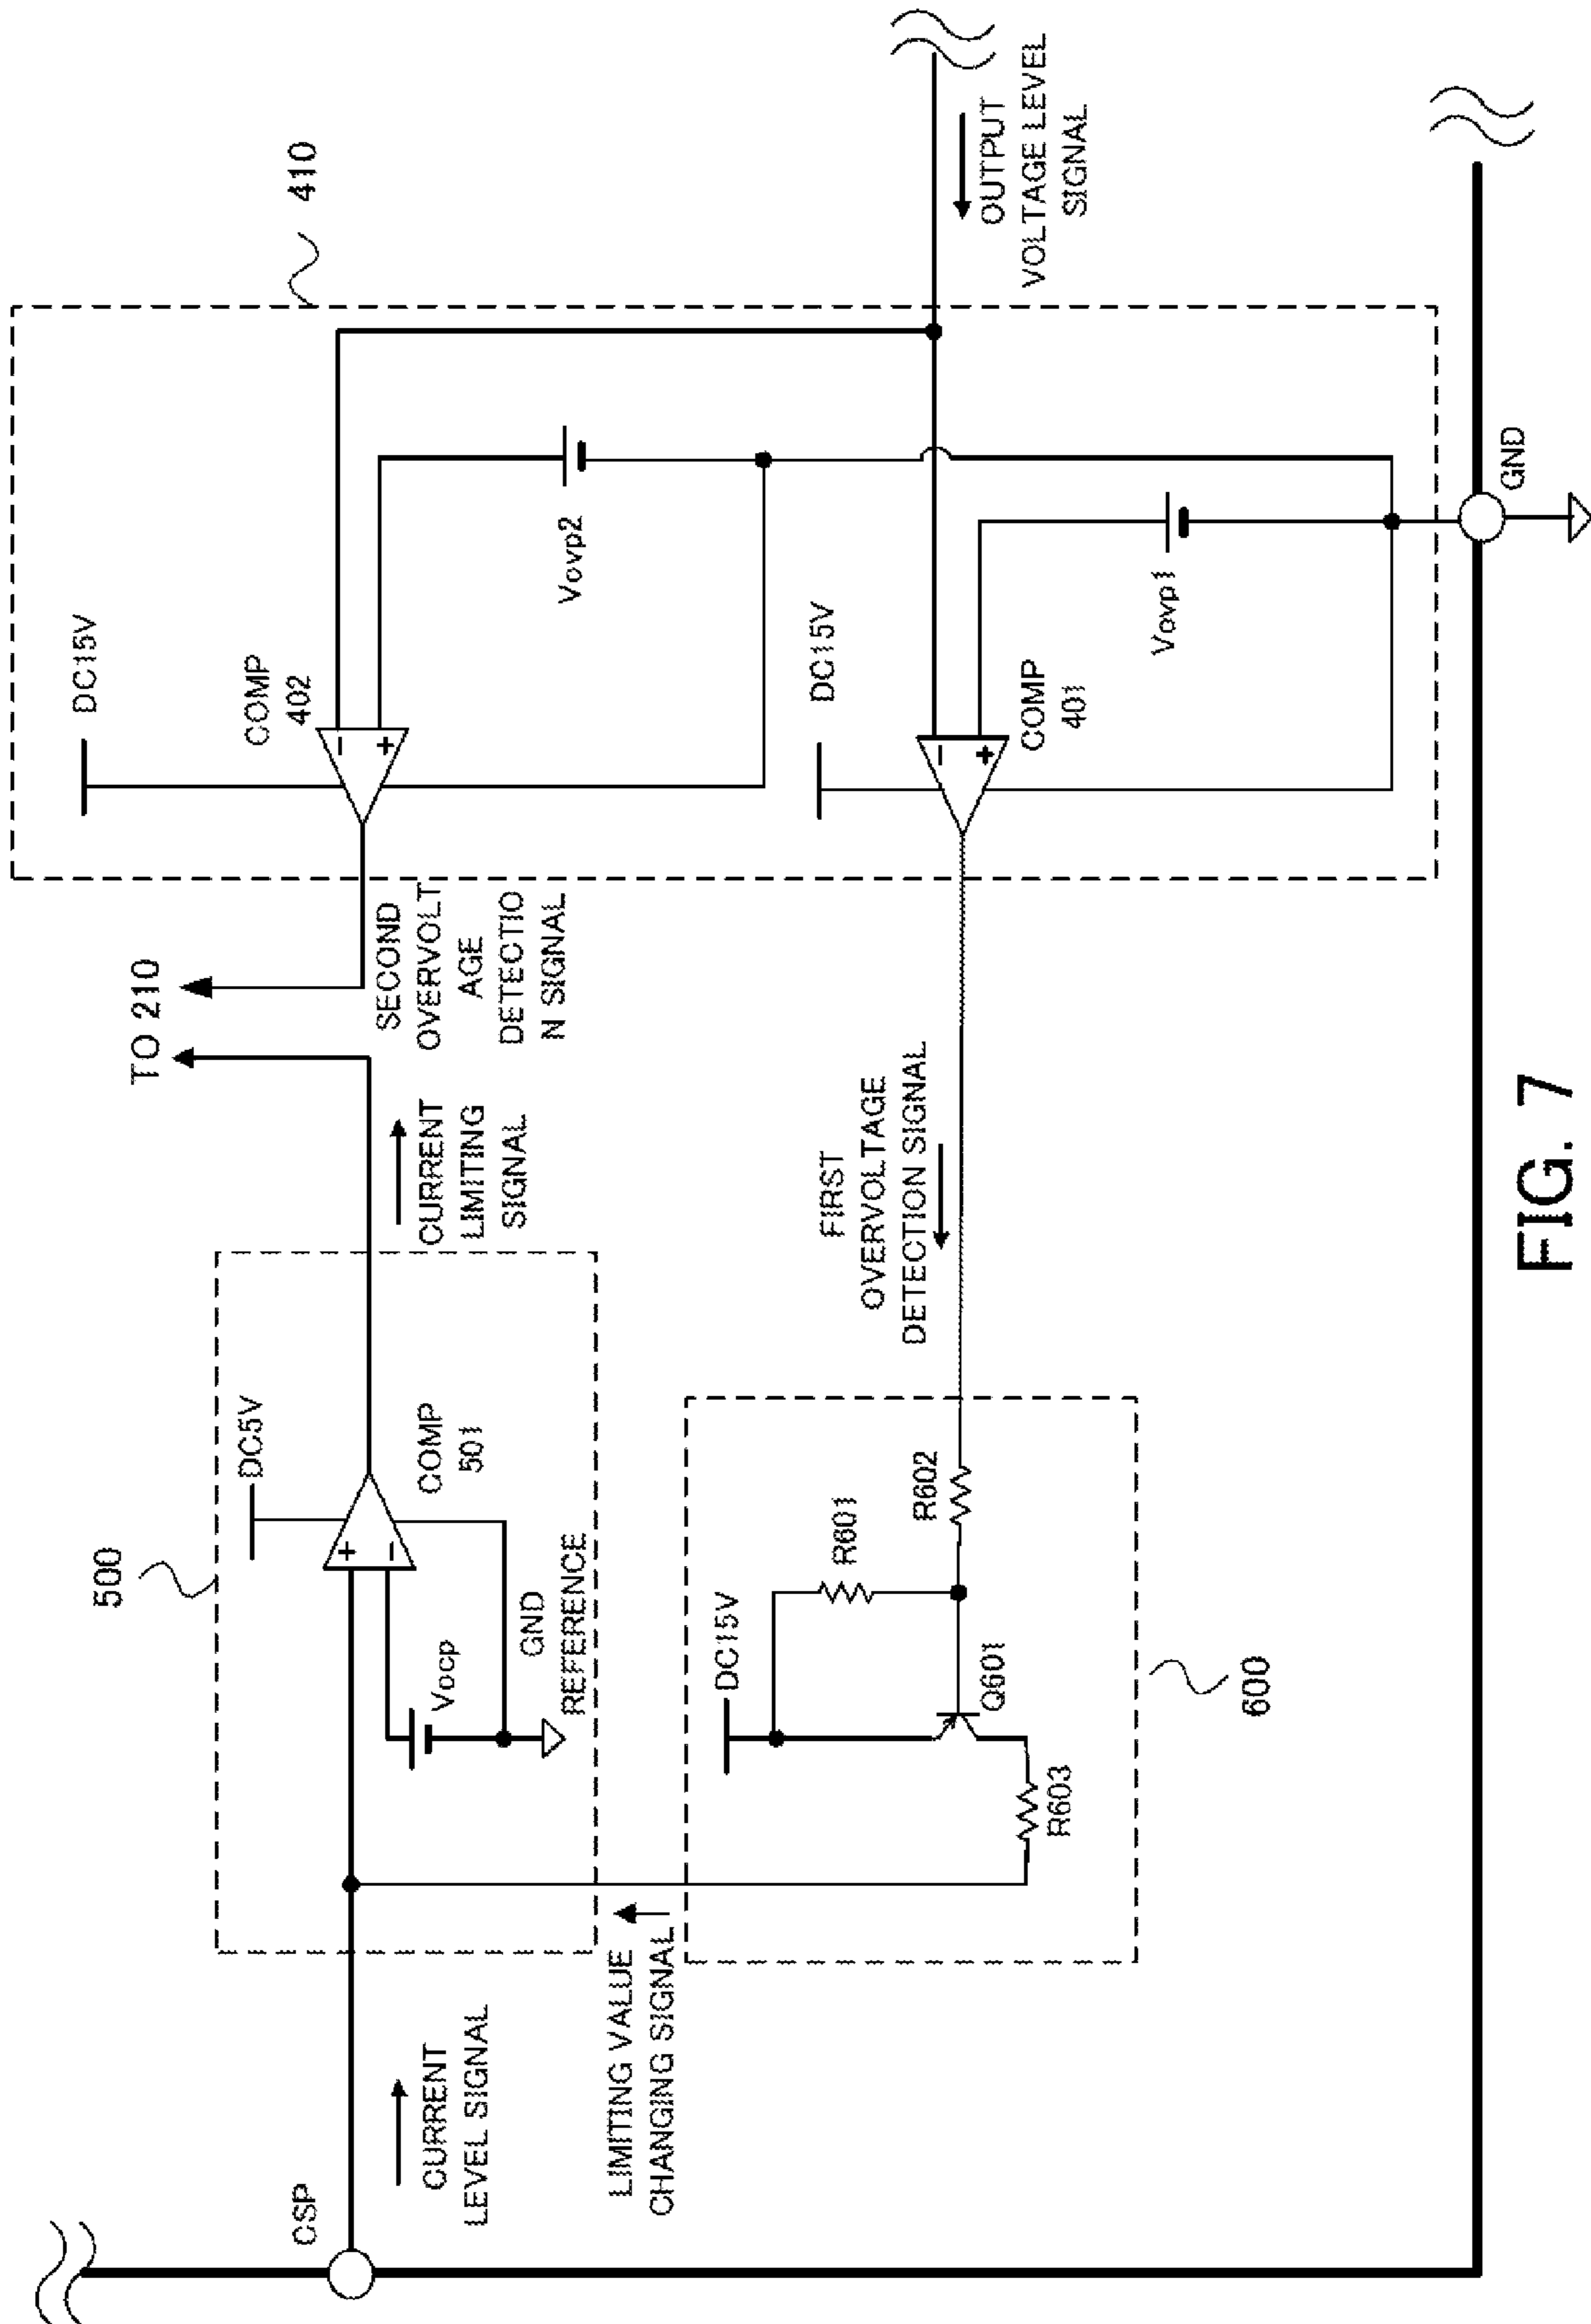 500
DC5V
COMP
501
Vocp
GND
REFERENCE
CSP
CURRENT
LEVEL SIGNAL
CURRENT
LIMITING
SIGNAL
TO 210
SECOND
OVERVOLT
AGE
DETECTIO
N SIGNAL
410
DC15V
COMP
402
Vovp2
OUTPUT
VOLTAGE LEVEL
SIGNAL
LIMITING VALUE
CHANGING SIGNAL
DC15V
R601
R602
Q601
R603
600
FIRST
OVERVOLTAGE
DETECTION SIGNAL
DC15V
COMP
401
Vovp1
GND
FIG. 7